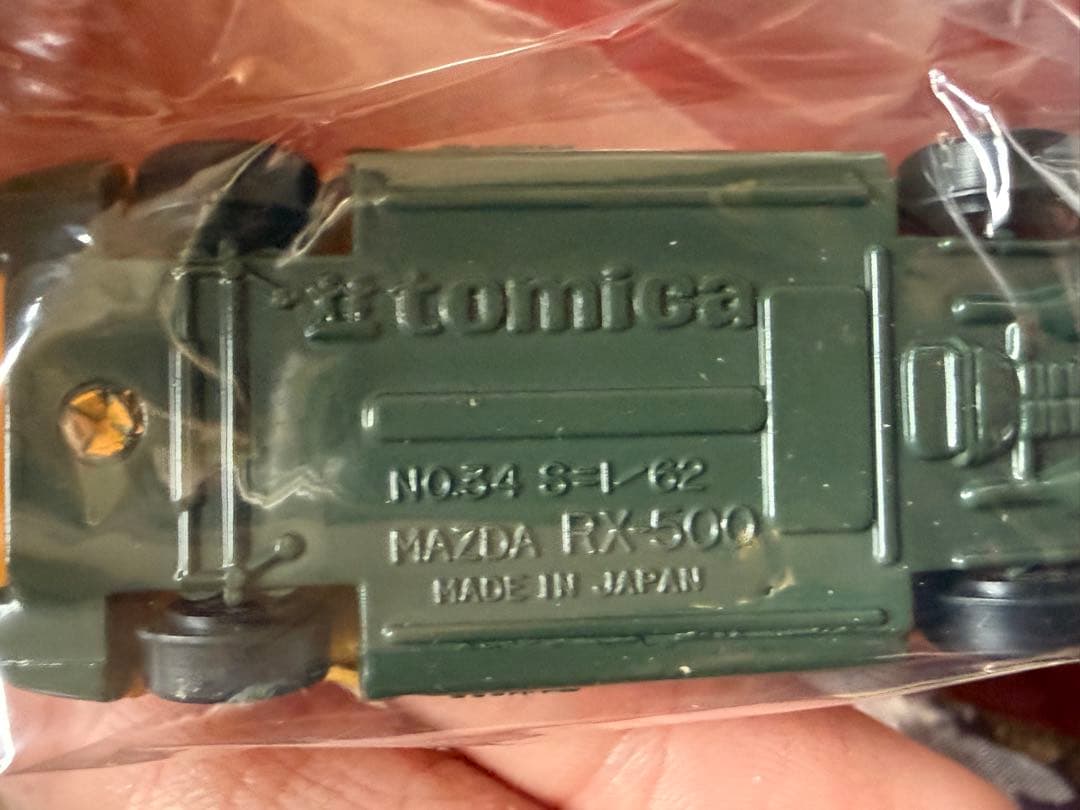 tomica
NO.34 S=1/62
MAZDA RX-500
MADE IN JAPAN